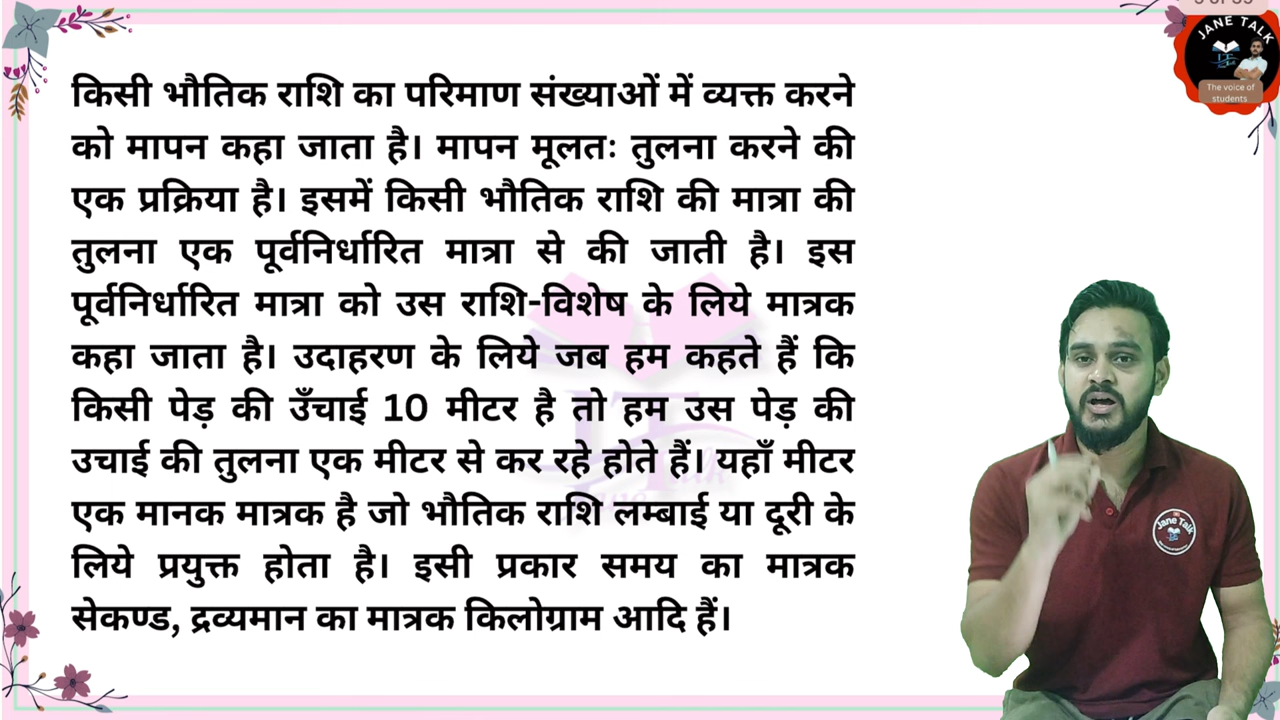 किसी भौतिक राशि का परिमाण संख्याओं में व्यक्त करने
को मापन कहा जाता है। मापन मूलतः तुलना करने की
एक प्रक्रिया है। इसमें किसी भौतिक राशि की मात्रा की
तुलना एक पूर्वनिर्धारित मात्रा से की जाती है। इस
पूर्वनिर्धारित मात्रा को उस राशि-विशेष के लिये मात्रक
कहा जाता है। उदाहरण के लिये जब हम कहते हैं कि
किसी पेड़ की उँचाई 10 मीटर है तो हम उस पेड़ की
उचाई की तुलना एक मीटर से कर रहे होते हैं। यहाँ मीटर
एक मानक मात्रक है जो भौतिक राशि लम्बाई या दूरी के
लिये प्रयुक्त होता है। इसी प्रकार समय का मात्रक
सेकण्ड, द्रव्यमान का मात्रक किलोग्राम आदि हैं।
JANE TALK
The voice of
students
Jane Talk